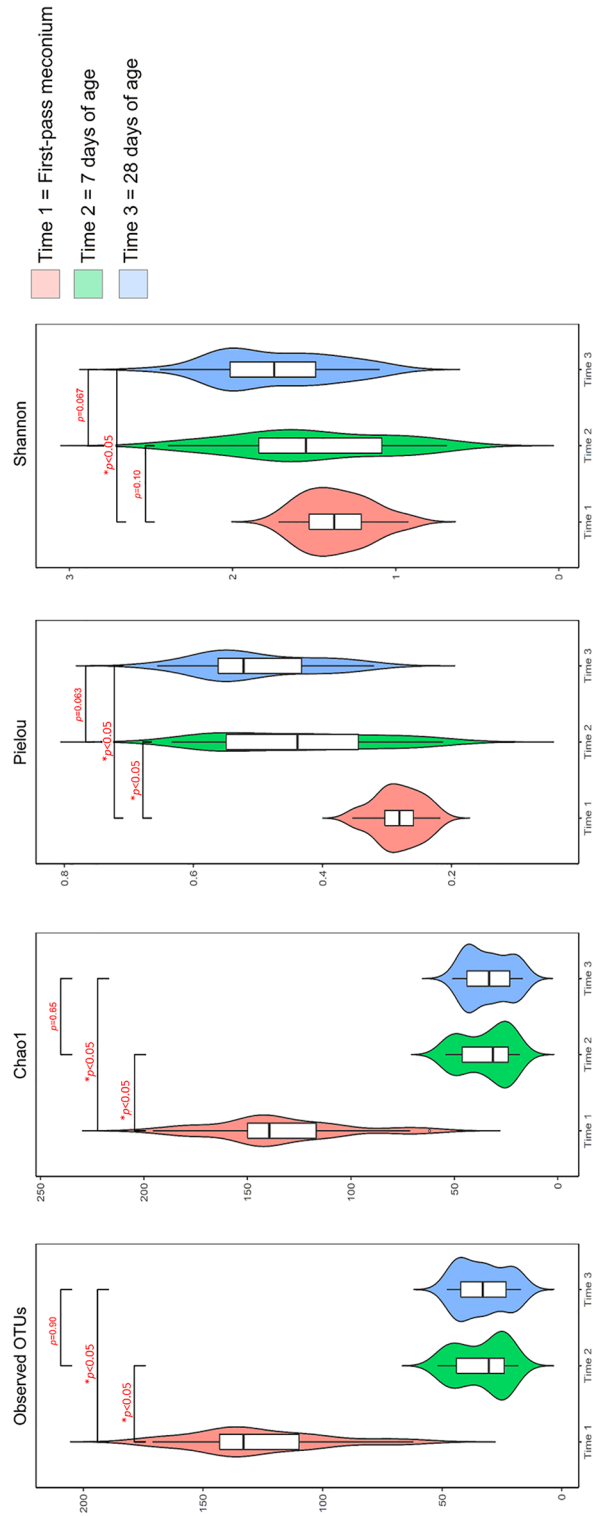 Observed OTUs
200
150
100
50
0
p=0.90
*p<0.05
*p<0.05
Time 1
Time 2
Time 3
Chao1
250
200
150
100
50
0
p=0.65
*p<0.05
*p<0.05
Time 1
Time 2
Time 3
Pielou
0.8
0.6
0.4
0.2
p=0.063
*p<0.05
*p<0.05
Time 1
Time 2
Time 3
Shannon
3
2
1
0
p=0.067
*p<0.05
p=0.10
Time 1
Time 2
Time 3
Time 1 = First-pass meconium
Time 2 = 7 days of age
Time 3 = 28 days of age